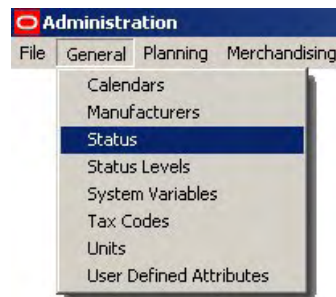 Administration
File General Planning Merchandising
Calendars
Manufacturers
Status
Status Levels
System Variables
Tax Codes
Units
User Defined Attributes